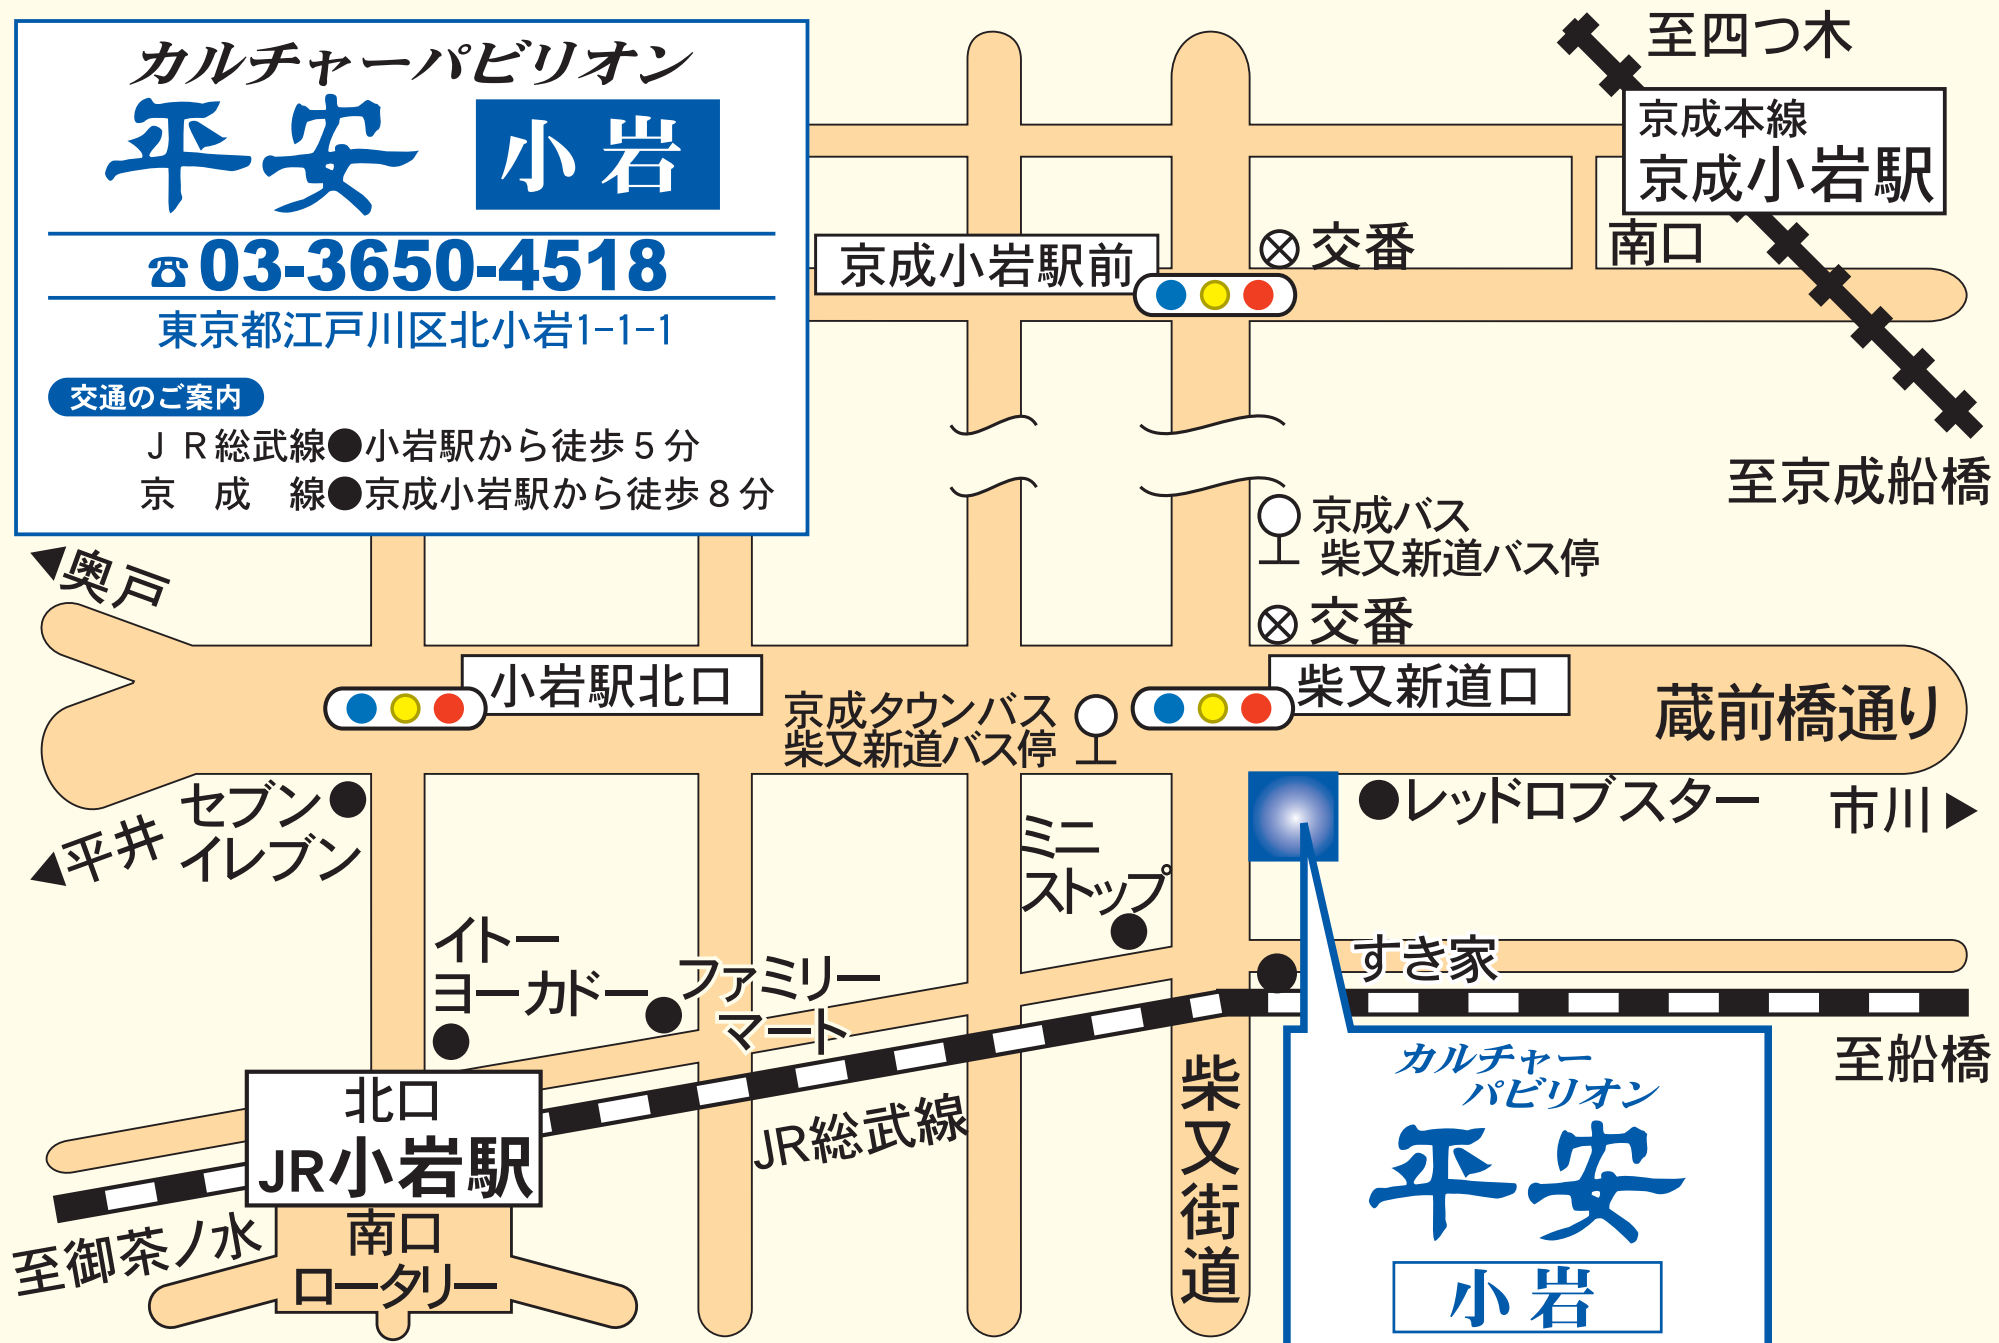 カルチャーパビリオン
平安 小岩
☎03-3650-4518
東京都江戸川区北小岩1-1-1
交通のご案内
JR総武線●小岩駅から徒歩5分
京成線●京成小岩駅から徒歩8分
至四つ木
京成本線
京成小岩駅
南口
京成小岩駅前
交番
至京成船橋
京成バス
柴又新道バス停
交番
奥戸
小岩駅北口
京成タウンバス
柴又新道バス停
柴又新道口
蔵前橋通り
セブン
イレブン
平井
レッドロブスター
市川
ミニ
ストップ
イトー
ヨーカドー
ファミリー
マート
すき家
至船橋
北口
JR小岩駅
南口
ロータリー
至御茶ノ水
JR総武線
柴又街道
カルチャー
パビリオン
平安
小岩